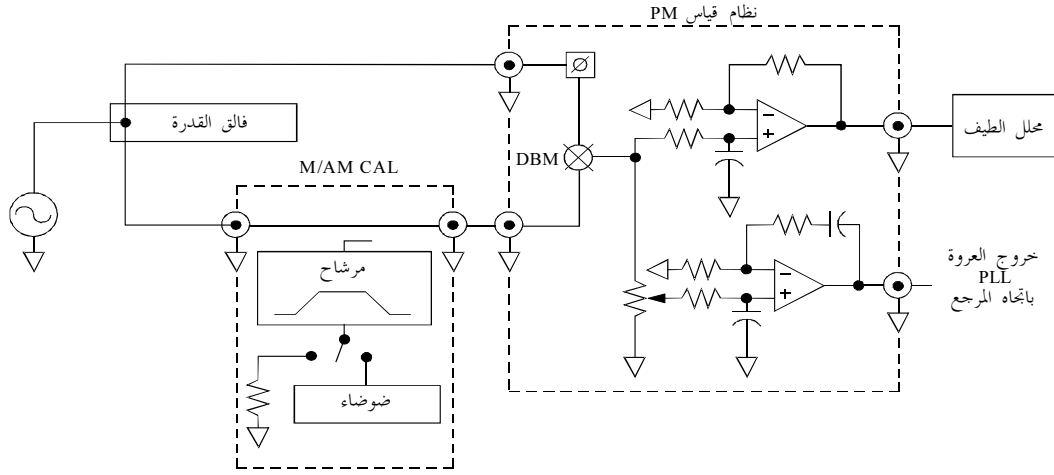 نظام قياس PM
فالق القدرة
محلل الطيف
DBM
M/AM CAL
مرشاح
خروج العروة
PLL
باتجاه المرجع
ضوضاء